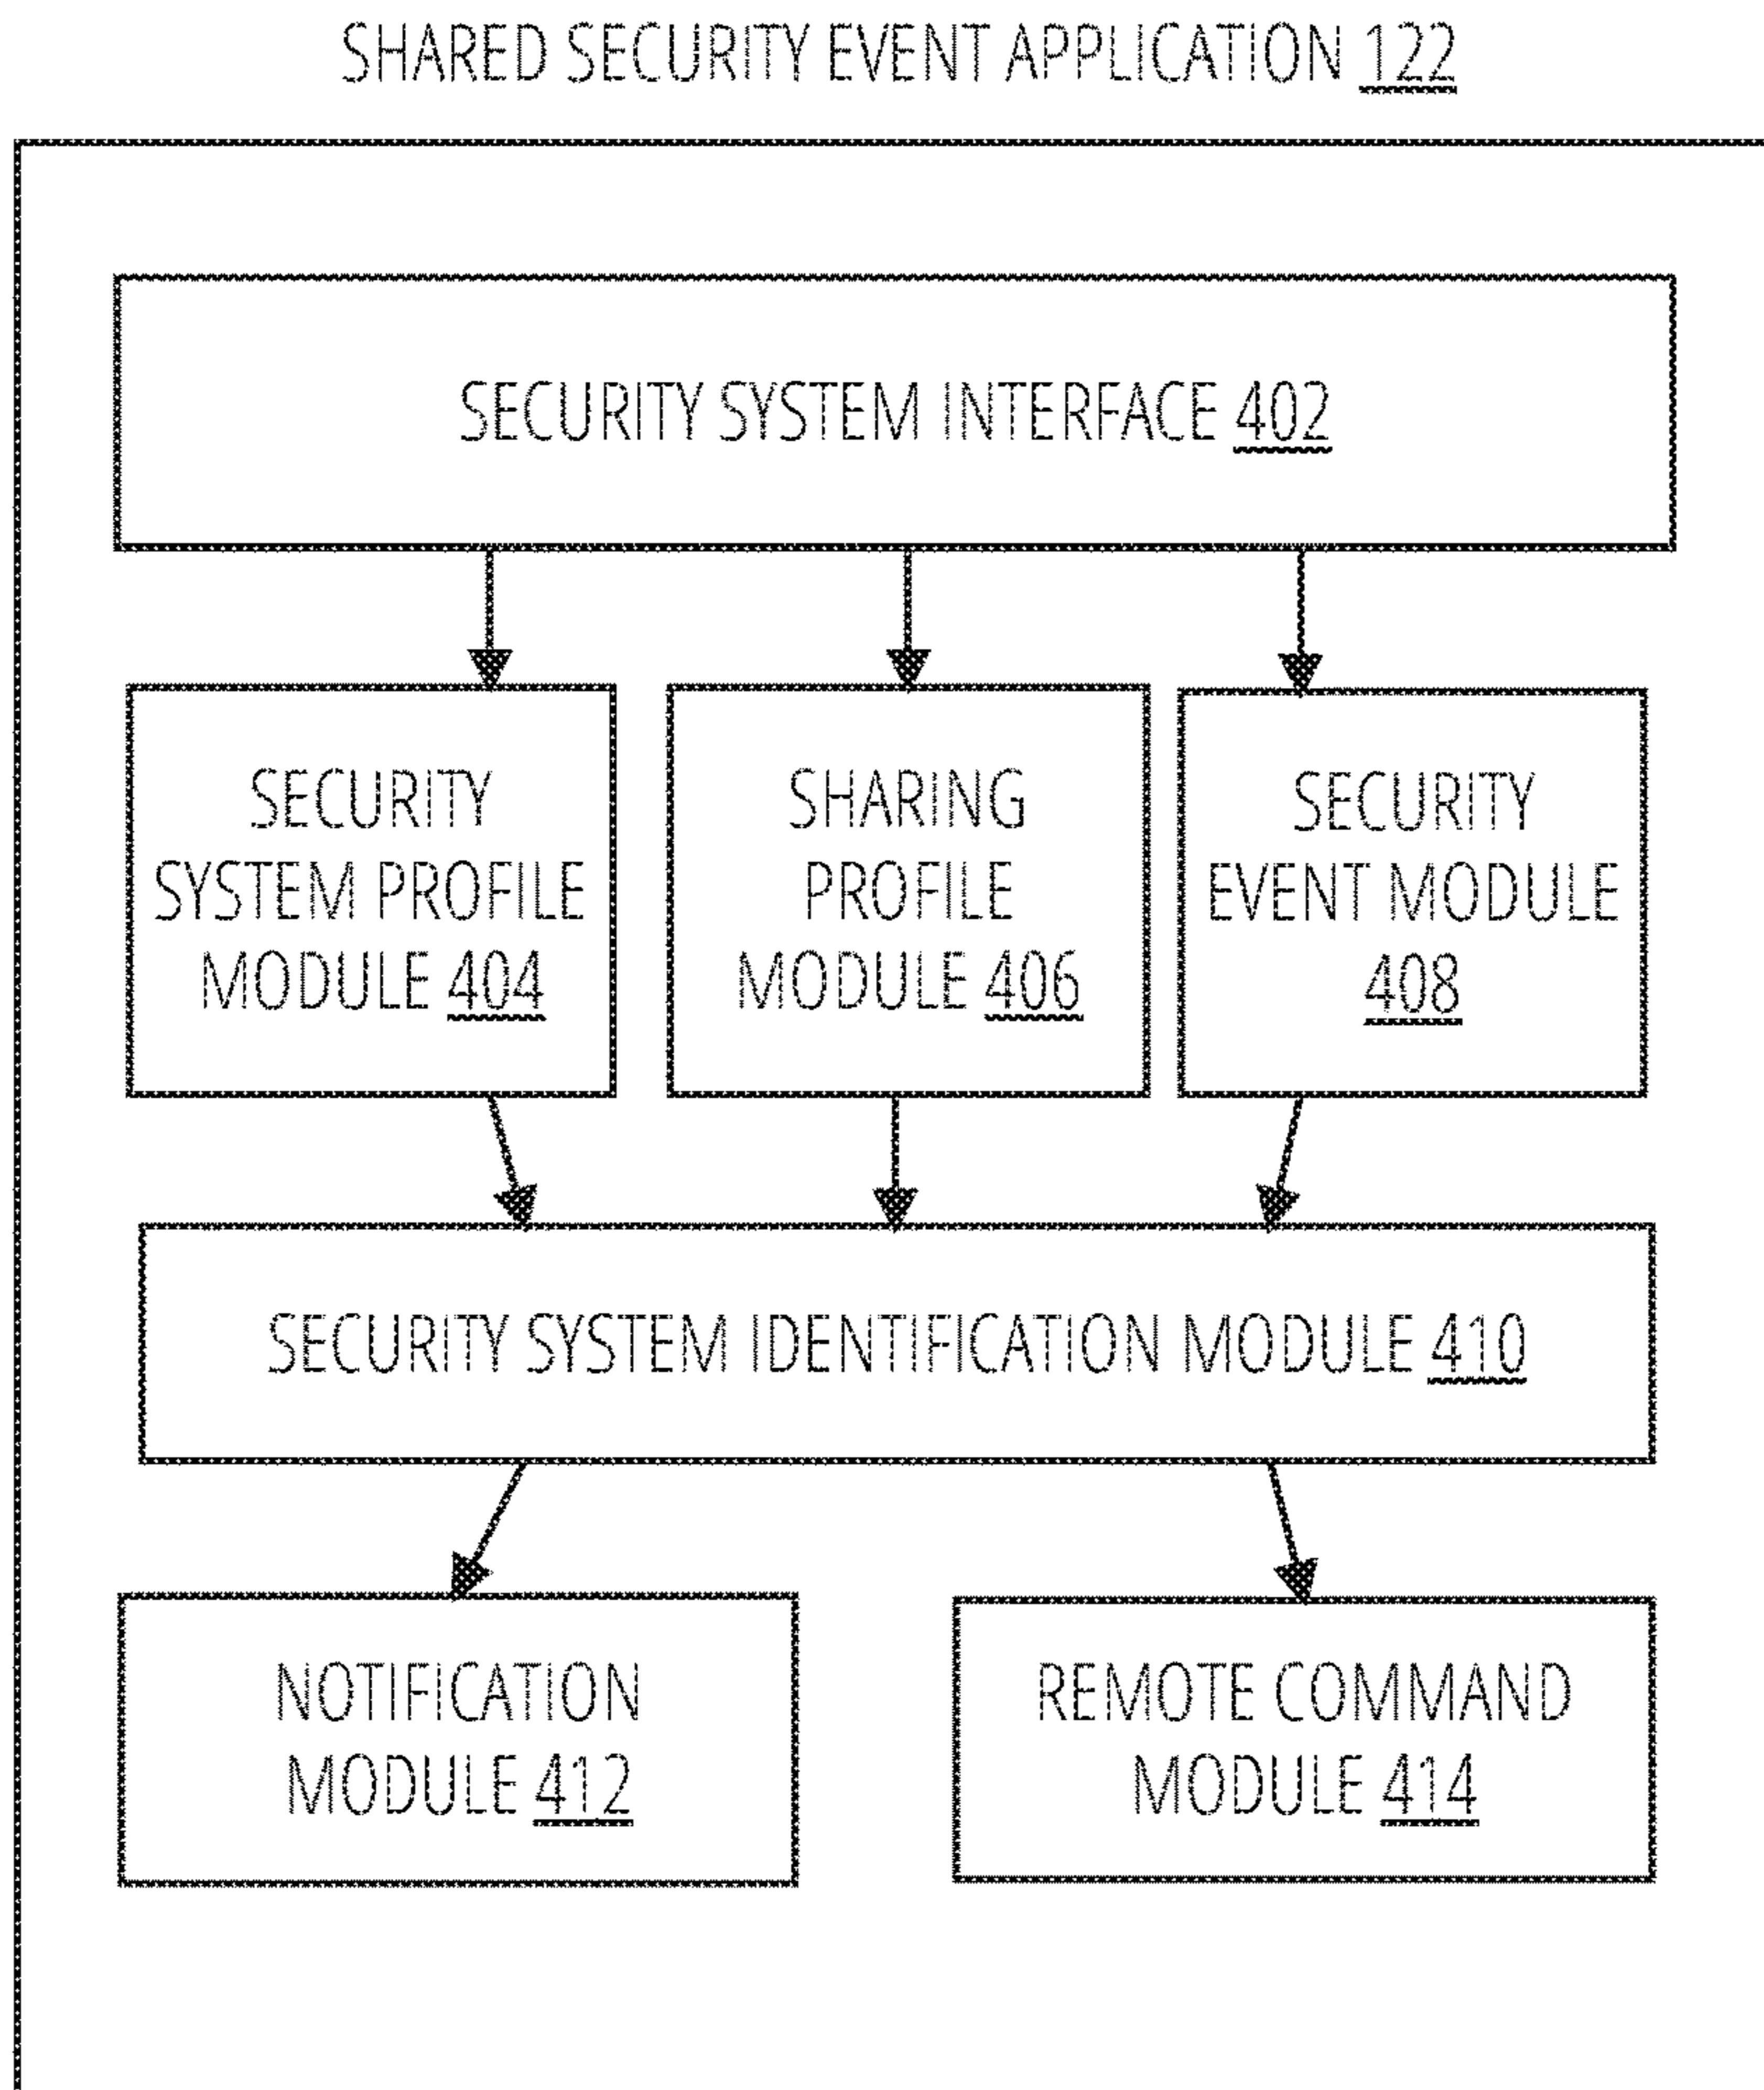 SHARED SECURITY EVENT APPLICATION 122
SECURITY SYSTEM INTERFACE 402
SECURITY
SYSTEM PROFILE
MODULE 404
SHARING
PROFILE
MODULE 406
SECURITY
EVENT MODULE
408
SECURITY SYSTEM IDENTIFICATION MODULE 410
NOTIFICATION
MODULE 412
REMOTE COMMAND
MODULE 414